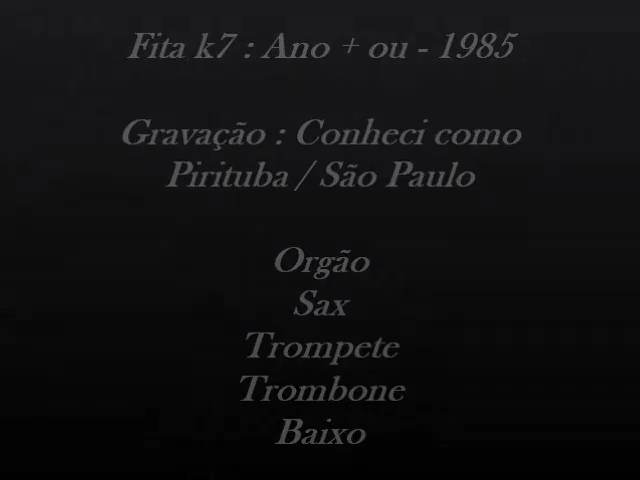 Fita k7 : Ano + ou - 1985
Gravação : Conheci como
Pirituba / São Paulo
Orgão
Sax
Trompete
Trombone
Baixo